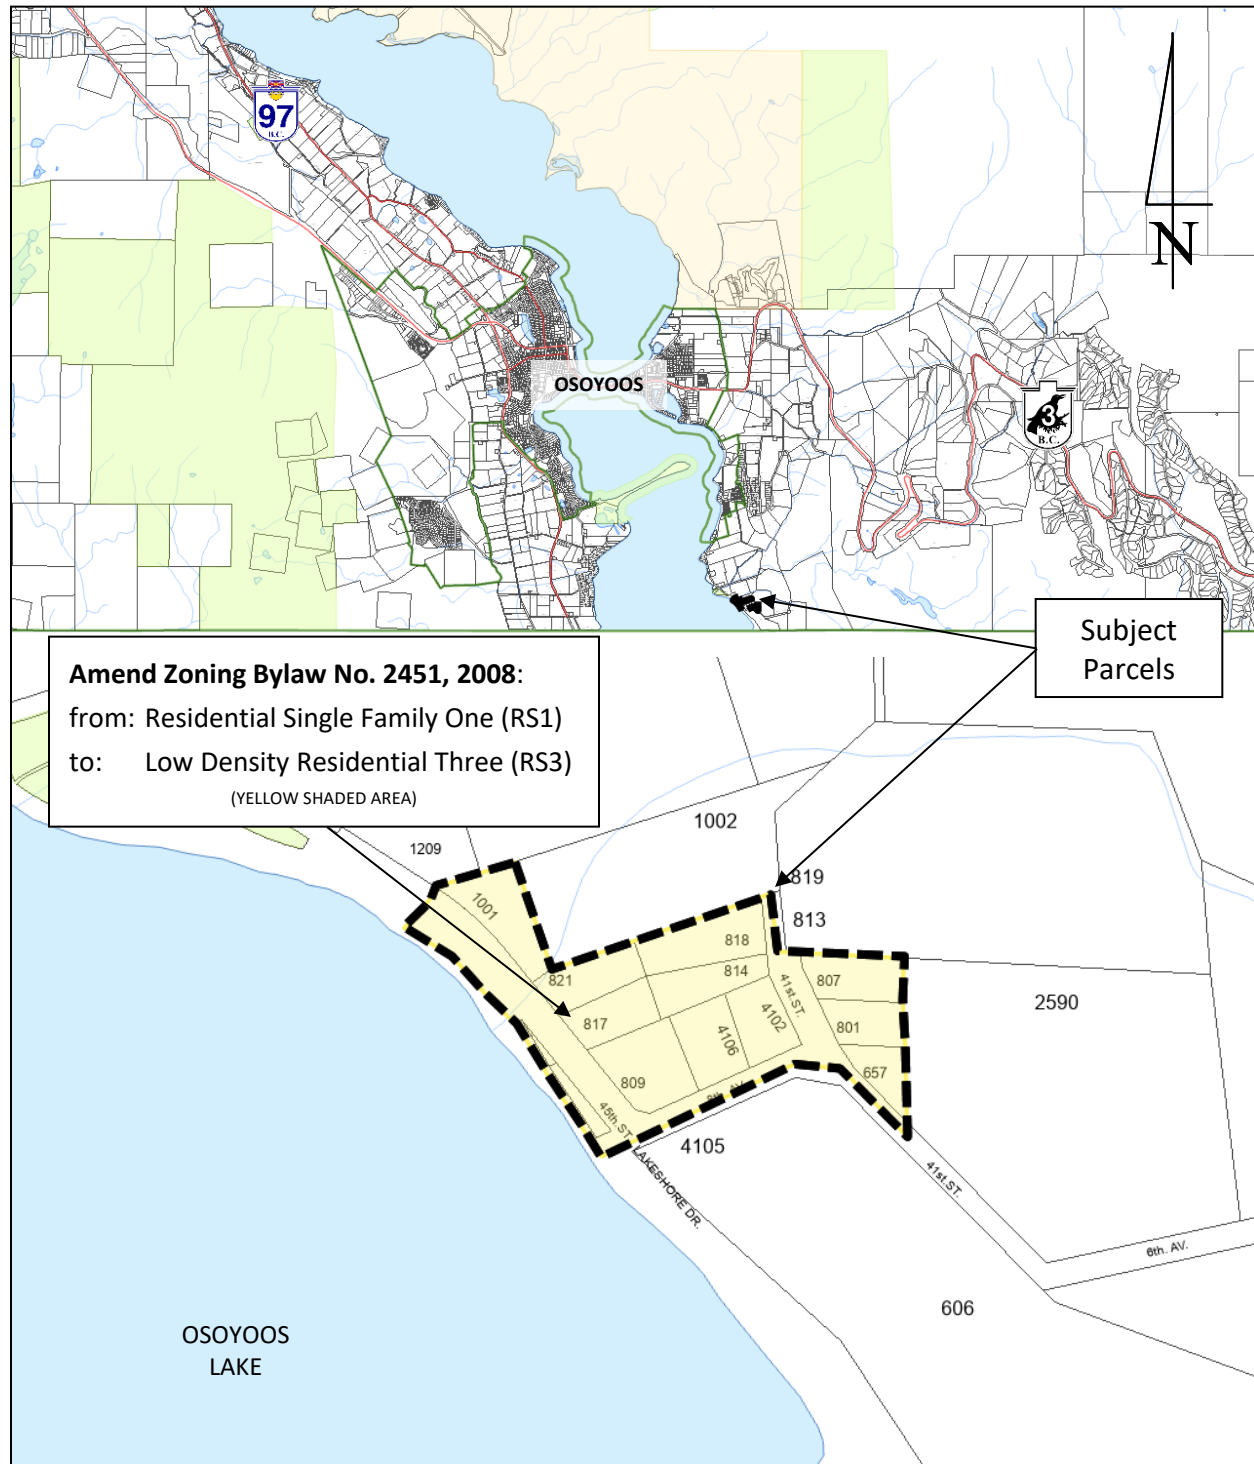 97
B.C.
N
OSOYOOS
3
B.C.
Subject
Parcels
Amend Zoning Bylaw No. 2451, 2008:
from: Residential Single Family One (RS1)
to: Low Density Residential Three (RS3)
(YELLOW SHADED AREA)
1209
1002
819
813
1001
818
821
814
807
41st.ST.
817
4102
4106
801
2590
809
657
8th. AV.
45th.ST.
4105
LAKESHORE DR.
41st.ST.
6th. AV.
606
OSOYOOS
LAKE